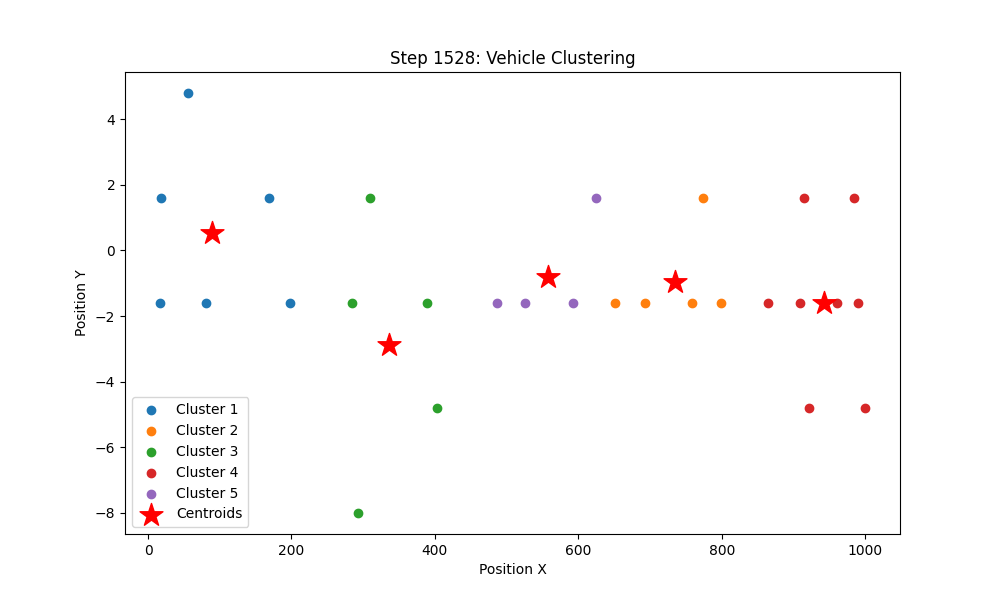 Step 1528: Vehicle Clustering
Position Y
4
2
0
−2
−4
−6
−8
Cluster 1
Cluster 2
Cluster 3
Cluster 4
Cluster 5
Centroids
0 200 400 600 800 1000
Position X